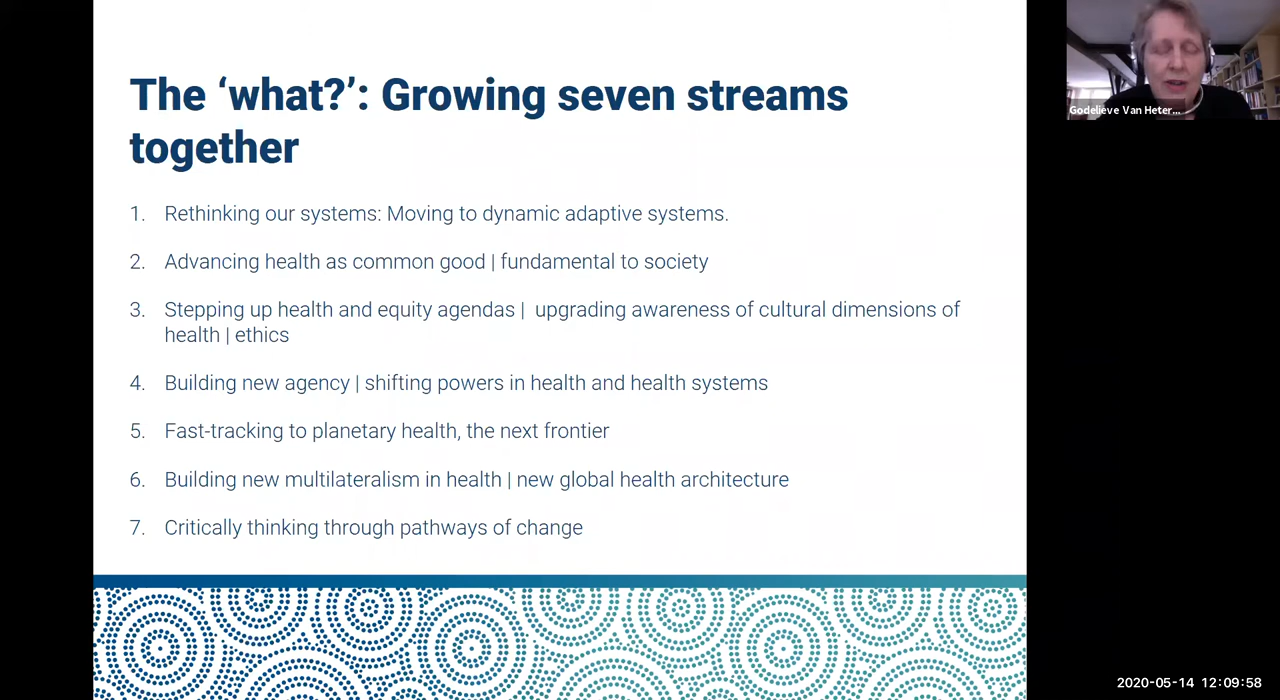 The ‘what?’: Growing seven streams
together
1. Rethinking our systems: Moving to dynamic adaptive systems.
2. Advancing health as common good | fundamental to society
3. Stepping up health and equity agendas | upgrading awareness of cultural dimensions of
health | ethics
4. Building new agency | shifting powers in health and health systems
5. Fast-tracking to planetary health, the next frontier
6. Building new multilateralism in health | new global health architecture
7. Critically thinking through pathways of change
Godelieve Van Heter...
2020-05-14 12:09:58